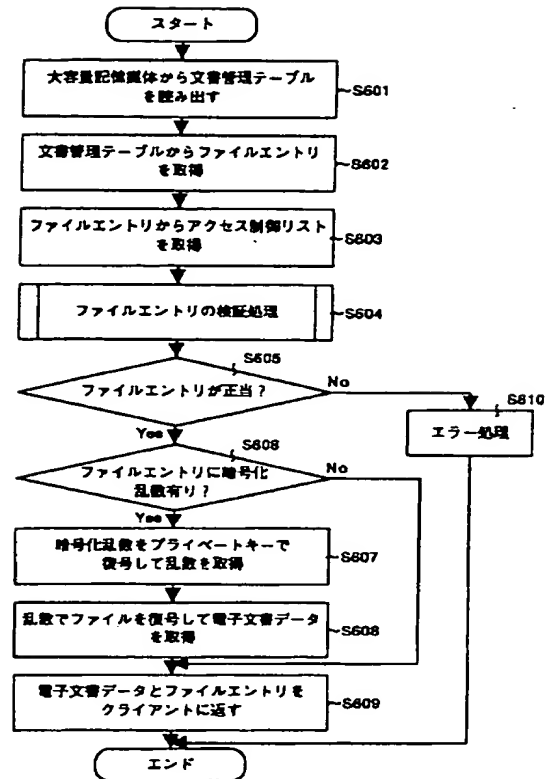 スタート
大容量記憶媒体から文書管理テーブル
を読み出す
S601
文書管理テーブルからファイルエントリ
を取得
S602
ファイルエントリからアクセス制御リスト
を取得
S603
ファイルエントリの検証処理
S604
S605
ファイルエントリが正当?
No
S610
エラー処理
Yes
S606
ファイルエントリに暗号化
乱数有り?
No
Yes
暗号化乱数をプライベートキーで
復号して乱数を取得
S607
乱数でファイルを復号して電子文書データ
を取得
S608
電子文書データとファイルエントリを
クライアントに返す
S609
エンド